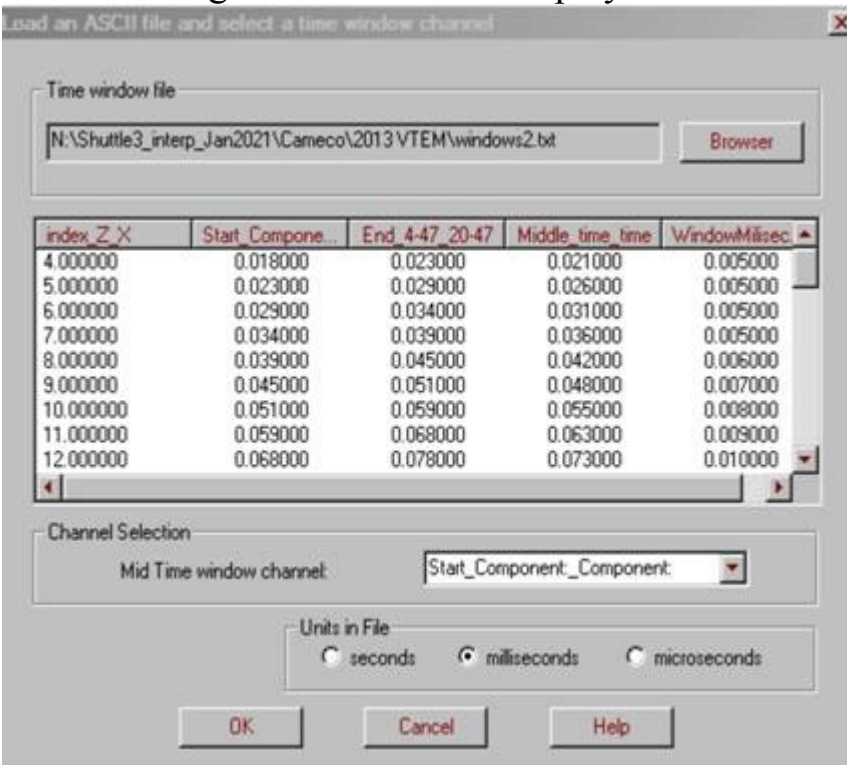 Load an ASCII file and select a time window channel
Time window file
N:\Shuttle3_interp_Jan2021\Cameco\2013 VTEM\windows2.txt Browser
index_Z_X Start_Compone... End_4-47_20-47 Middle_time_time WindowMilisec
4.000000 0.018000 0.023000 0.021000 0.005000
5.000000 0.023000 0.029000 0.026000 0.005000
6.000000 0.029000 0.034000 0.031000 0.005000
7.000000 0.034000 0.039000 0.036000 0.005000
8.000000 0.039000 0.045000 0.042000 0.006000
9.000000 0.045000 0.051000 0.048000 0.007000
10.000000 0.051000 0.059000 0.055000 0.008000
11.000000 0.059000 0.068000 0.063000 0.009000
12.000000 0.068000 0.078000 0.073000 0.010000
Channel Selection
Mid Time window channel: Start_Component:_Component:
Units in File
seconds milliseconds microseconds
OK Cancel Help